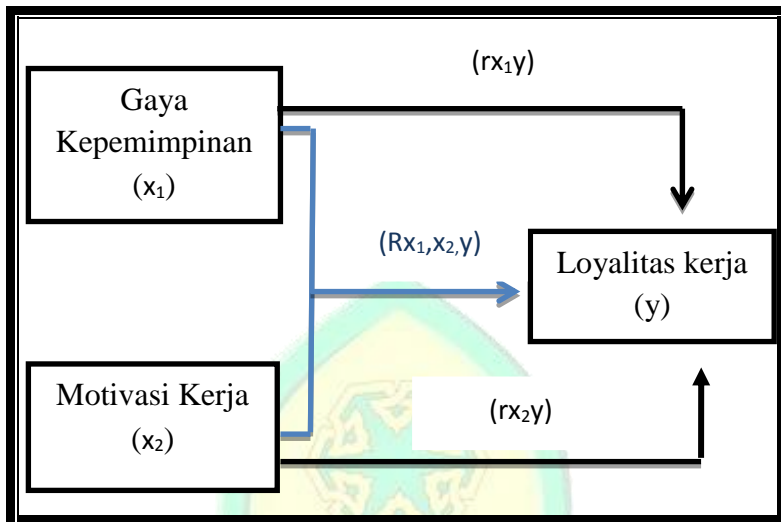 (rx₁y)
Gaya
Kepemimpinan
(x₁)
(Rx₁,x₂,y)
Loyalitas kerja
(y)
Motivasi Kerja
(x₂)
(rx₂y)